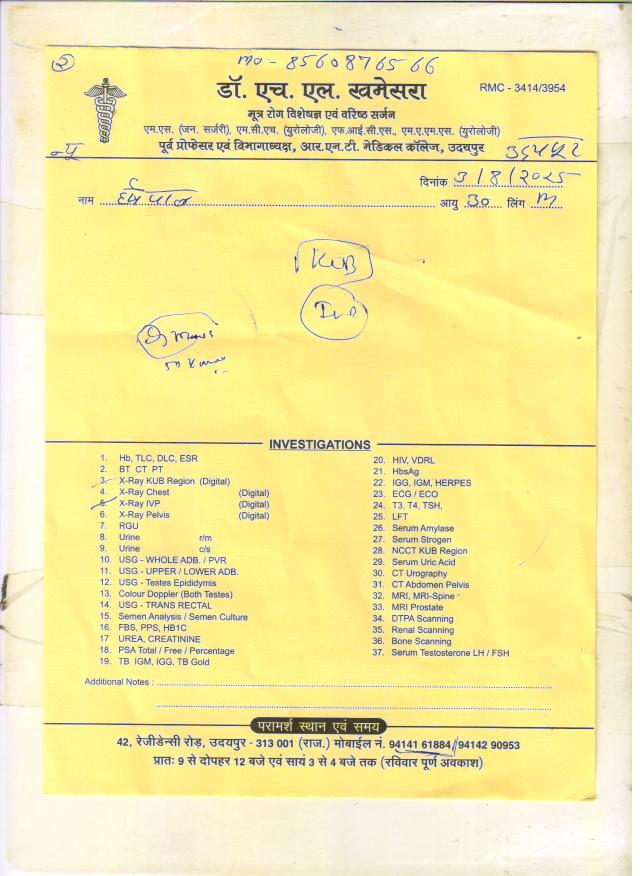 2
mo - 8560876566
डॉ. एच. एल. खमेसरा
RMC - 3414/3954
मूत्र रोग विशेषज्ञ एवं वरिष्ठ सर्जन
एम.एस. (जन. सर्जरी), एम.सी.एच. (युरोलोजी), एफ.आई.सी.एस., एम.ए.एम.एस. (युरोलोजी)
पूर्व प्रोफेसर एवं विभागाध्यक्ष, आर.एन.टी. मेडिकल कॉलेज, उदयपुर
उदयपुर
दिनांक 3/8/2025
नाम आयु 30 लिंग M
KUB
INVESTIGATIONS
1. Hb, TLC, DLC, ESR
2. BT CT PT
3. X-Ray KUB Region (Digital)
4. X-Ray Chest (Digital)
5. X-Ray IVP (Digital)
6. X-Ray Pelvis (Digital)
7. RGU
8. Urine r/m
9. Urine c/s
10. USG - WHOLE ADB. / PVR
11. USG - UPPER / LOWER ADB.
12. USG - Testes Epididymis
13. Colour Doppler (Both Testes)
14. USG - TRANS RECTAL
15. Semen Analysis / Semen Culture
16. FBS, PPS, HB1C
17 UREA, CREATININE
18. PSA Total / Free / Percentage
19. TB IGM, IGG, TB Gold
20. HIV, VDRL
21. HbsAg
22. IGG, IGM, HERPES
23. ECG / ECO
24. T3, T4, TSH,
25. LFT
26. Serum Amylase
27. Serum Strogen
28. NCCT KUB Region
29. Serum Uric Acid
30. CT Urography
31. CT Abdomen Pelvis
32. MRI, MRI-Spine
33. MRI Prostate
34. DTPA Scanning
35. Renal Scanning
36. Bone Scanning
37. Serum Testosterone LH / FSH
Additional Notes :
परामर्श स्थान एवं समय
42, रेजीडेन्सी रोड़, उदयपुर - 313 001 (राज.) मोबाईल नं. 94141 61884, 94142 90953
प्रातः 9 से दोपहर 12 बजे एवं सायं 3 से 4 बजे तक (रविवार पूर्ण अवकाश)